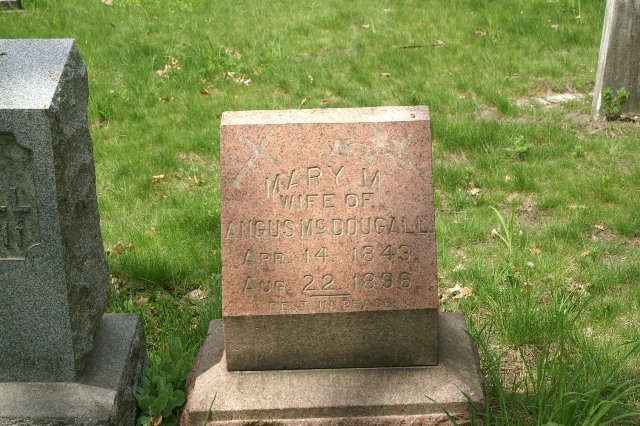 MARY M
WIFE OF
ANGUS McDOUGALL
APR. 14. 1843.
AUG. 22 1896
REST IN PEACE